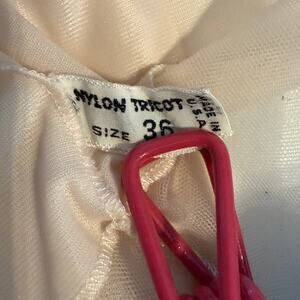 NYLON TRICOT
SIZE 36
MADE IN
U.S.A